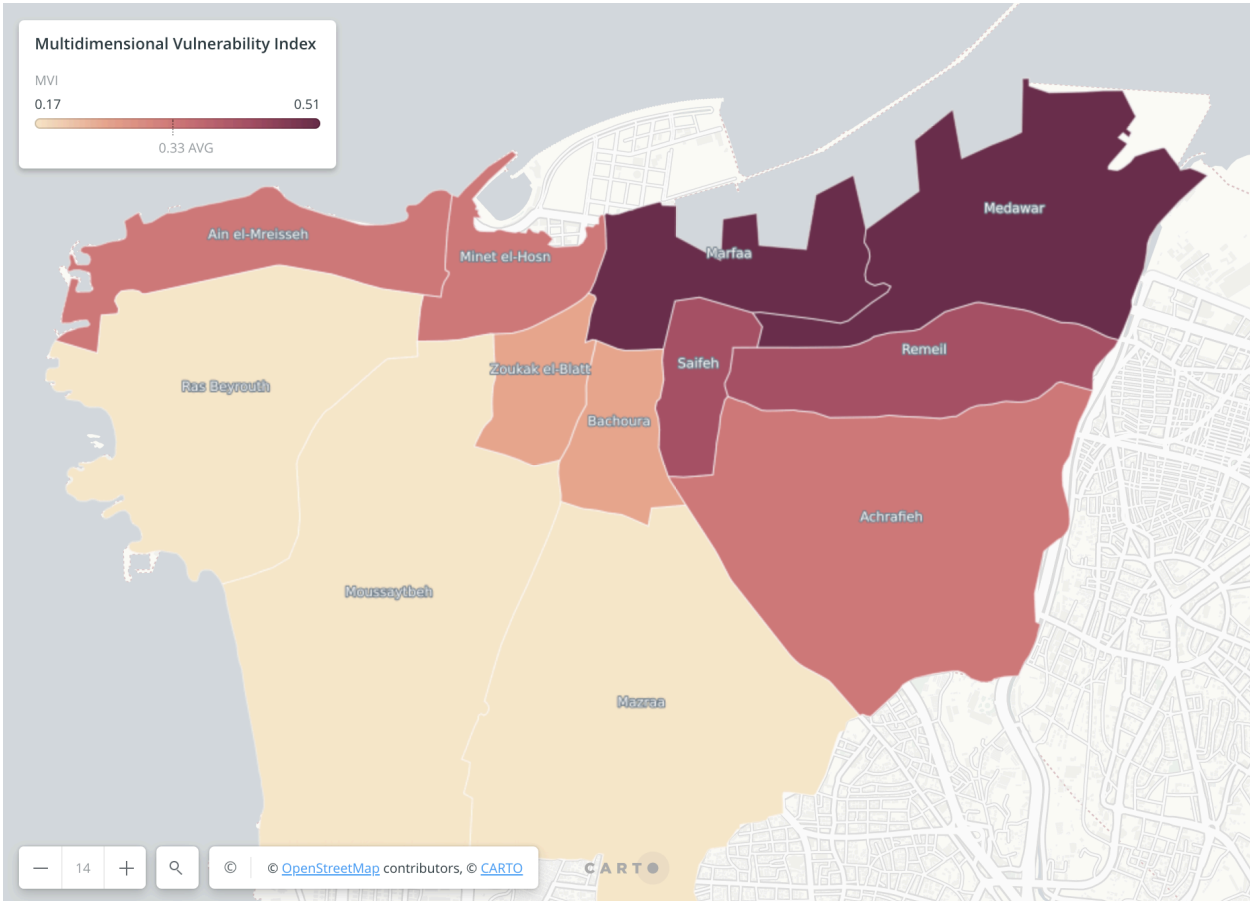 Multidimensional Vulnerability Index
MVI
0.17 0.51
0.33 AVG
Medawar
Ain el-Mreisseh
Marfaa
Minet el-Hosn
Remeil
Saifeh
Zoukak el-Blatt
Ras Beyrouth
Bachoura
Achrafieh
Moussaytbeh
Mazraa
− 14 + © © OpenStreetMap contributors, © CARTO
CARTO